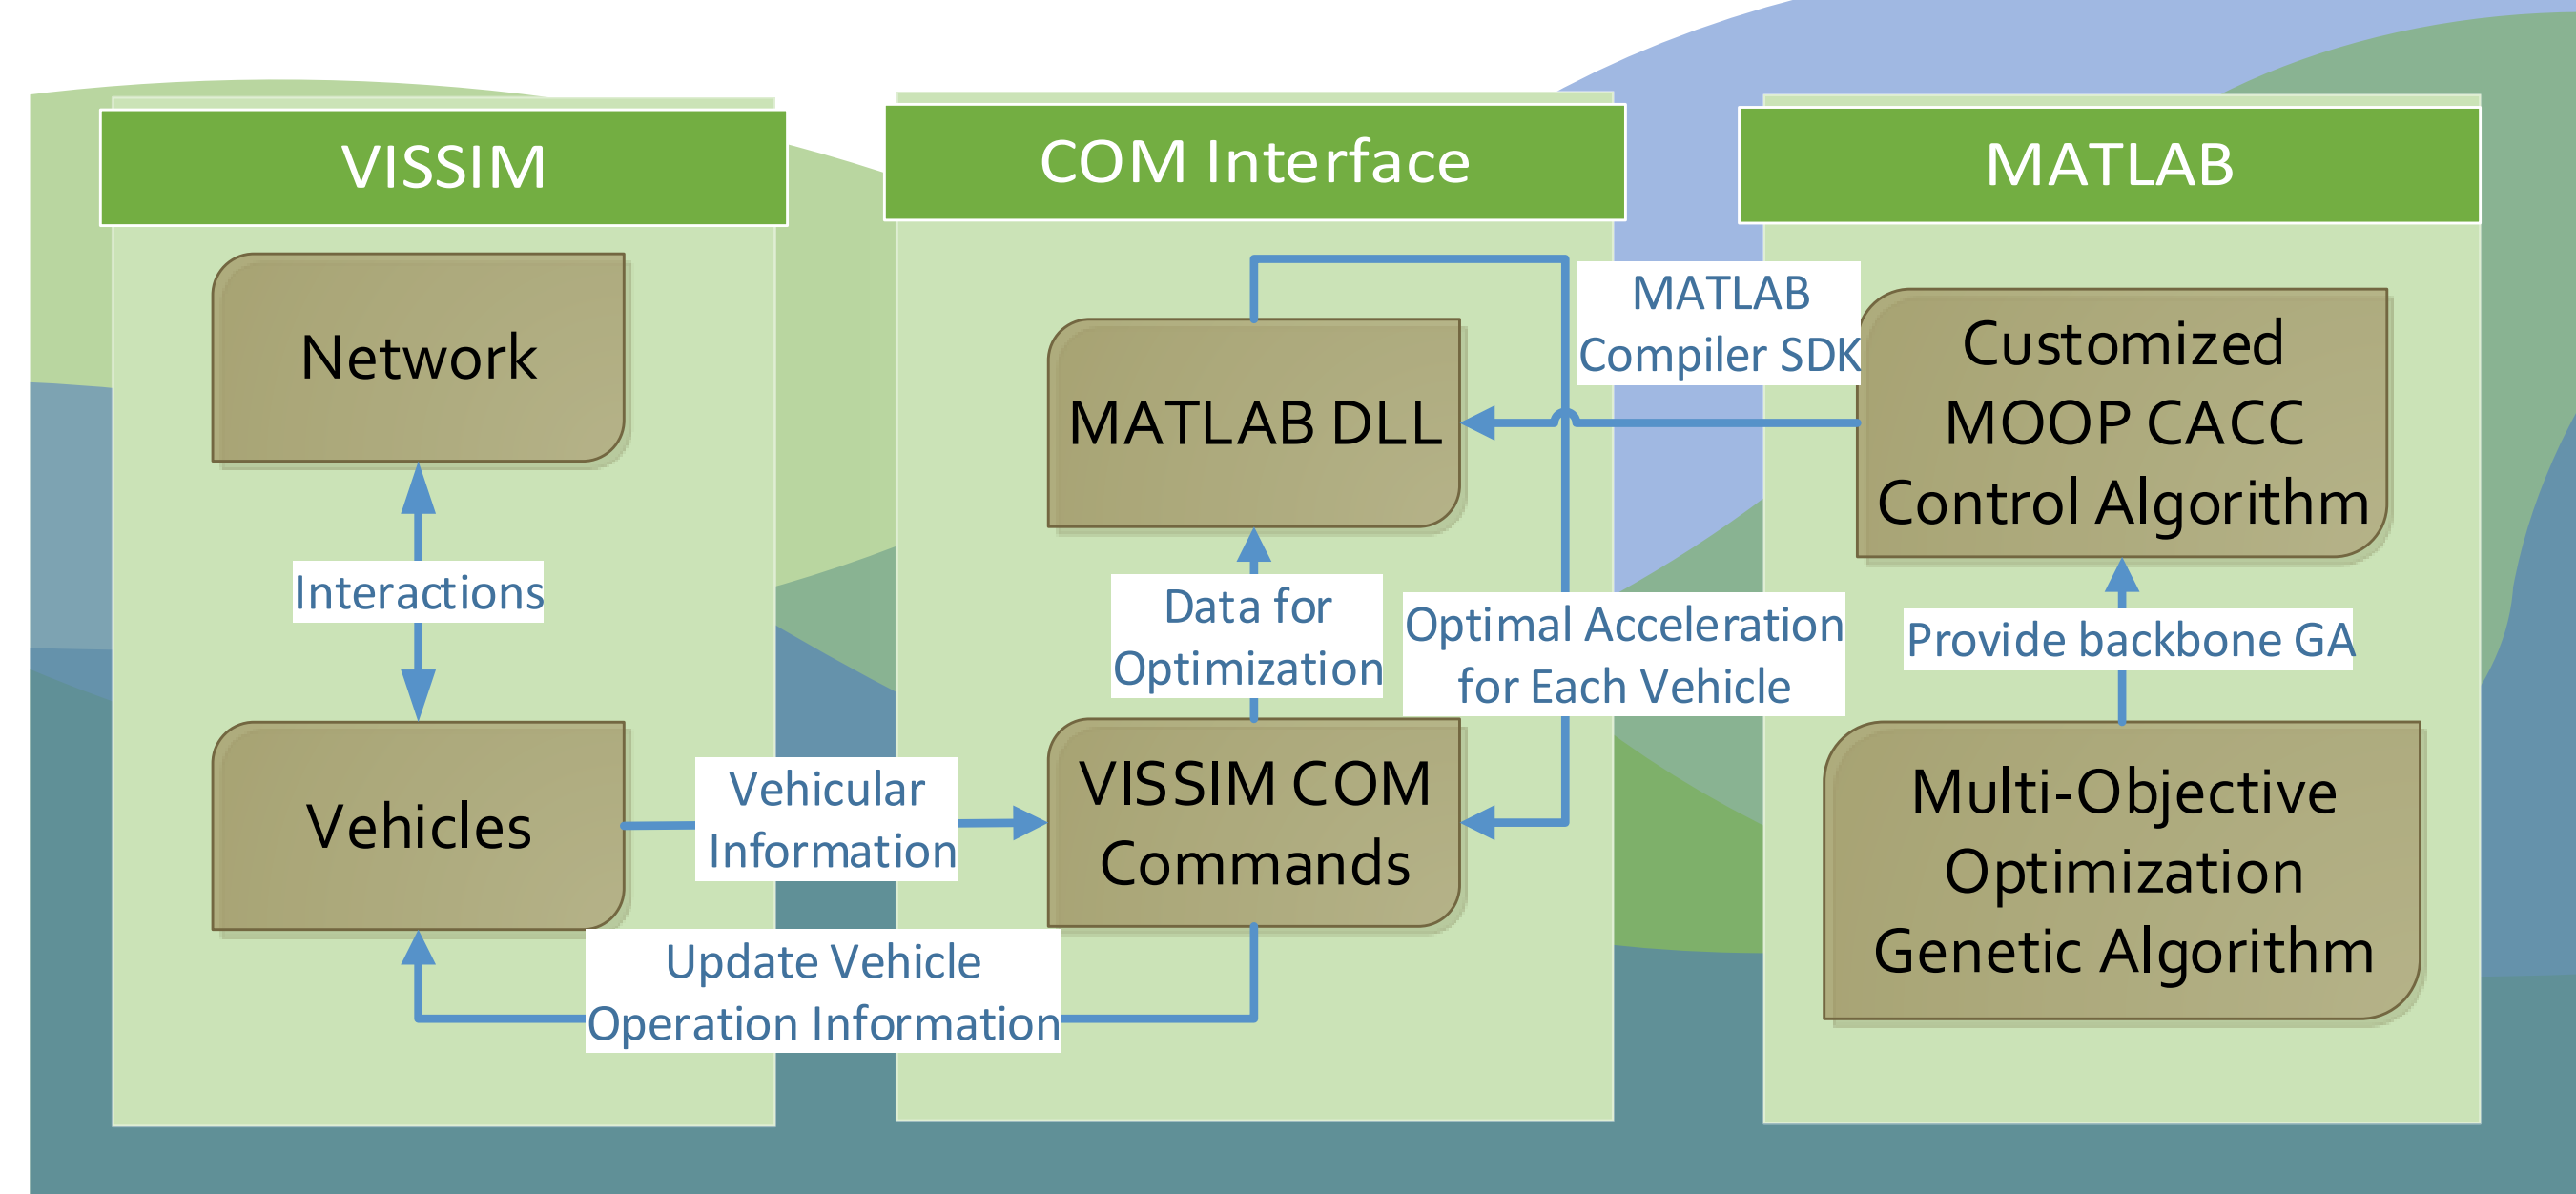 VISSIM
COM Interface
MATLAB
Network
Interactions
Vehicles
Vehicular
Information
Update Vehicle
Operation Information
MATLAB DLL
Data for
Optimization
VISSIM COM
Commands
MATLAB
Compiler SDK
Optimal Acceleration
for Each Vehicle
Customized
MOOP CACC
Control Algorithm
Provide backbone GA
Multi-Objective
Optimization
Genetic Algorithm